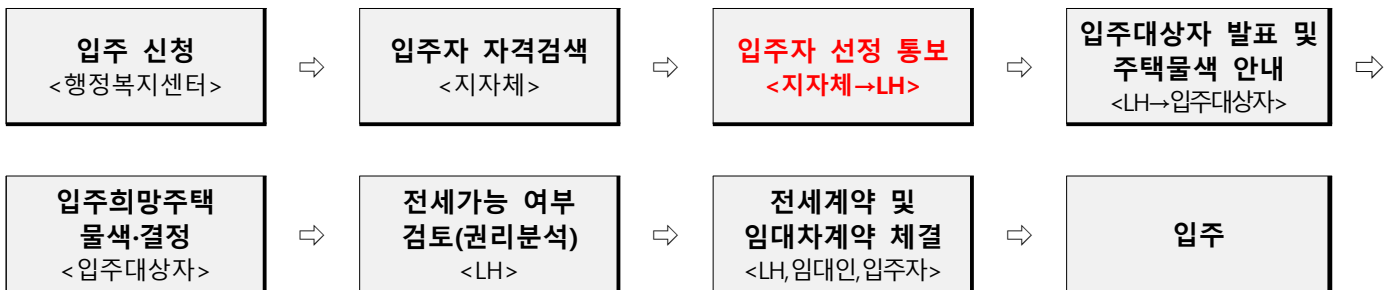 입주 신청
<행정복지센터>
⇨
입주자 자격검색
<지자체>
⇨
입주자 선정 통보
<지자체→LH>
⇨
입주대상자 발표 및
주택물색 안내
<LH→입주대상자>
⇨
입주희망주택
물색·결정
<입주대상자>
⇨
전세가능 여부
검토(권리분석)
<LH>
⇨
전세계약 및
임대차계약 체결
<LH,임대인,입주자>
⇨
입주